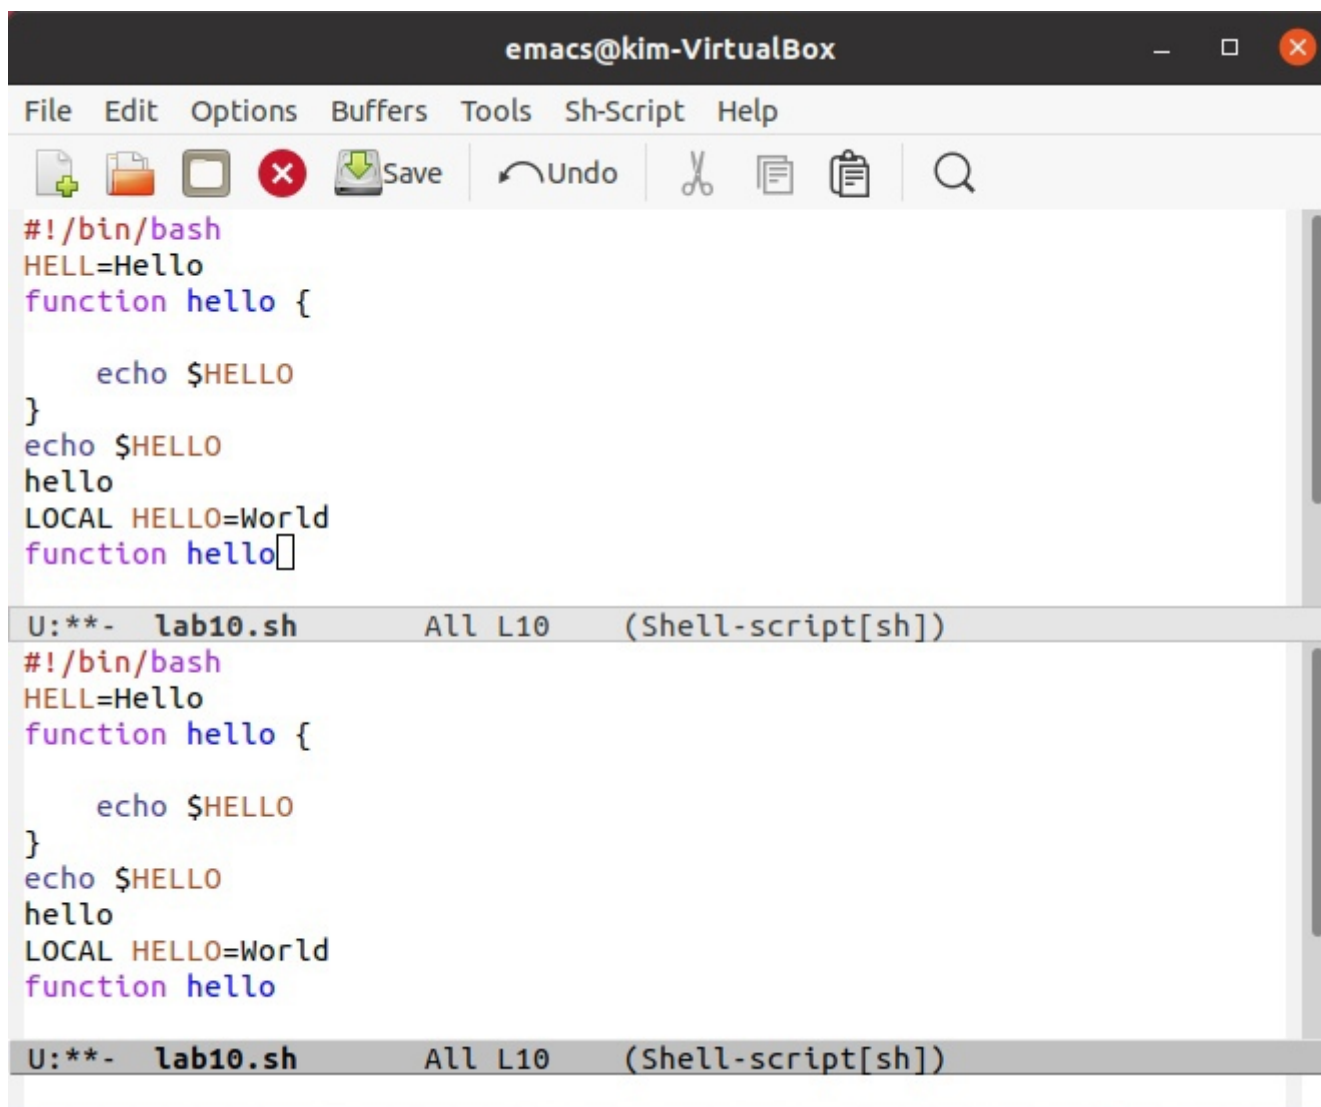 emacs@kim-VirtualBox
File Edit Options Buffers Tools Sh-Script Help
Save Undo
#!/bin/bash
HELL=Hello
function hello {
    echo $HELLO
}
echo $HELLO
hello
LOCAL HELLO=World
function hello
U:**- lab10.sh All L10 (Shell-script[sh])
#!/bin/bash
HELL=Hello
function hello {
    echo $HELLO
}
echo $HELLO
hello
LOCAL HELLO=World
function hello
U:**- lab10.sh All L10 (Shell-script[sh])